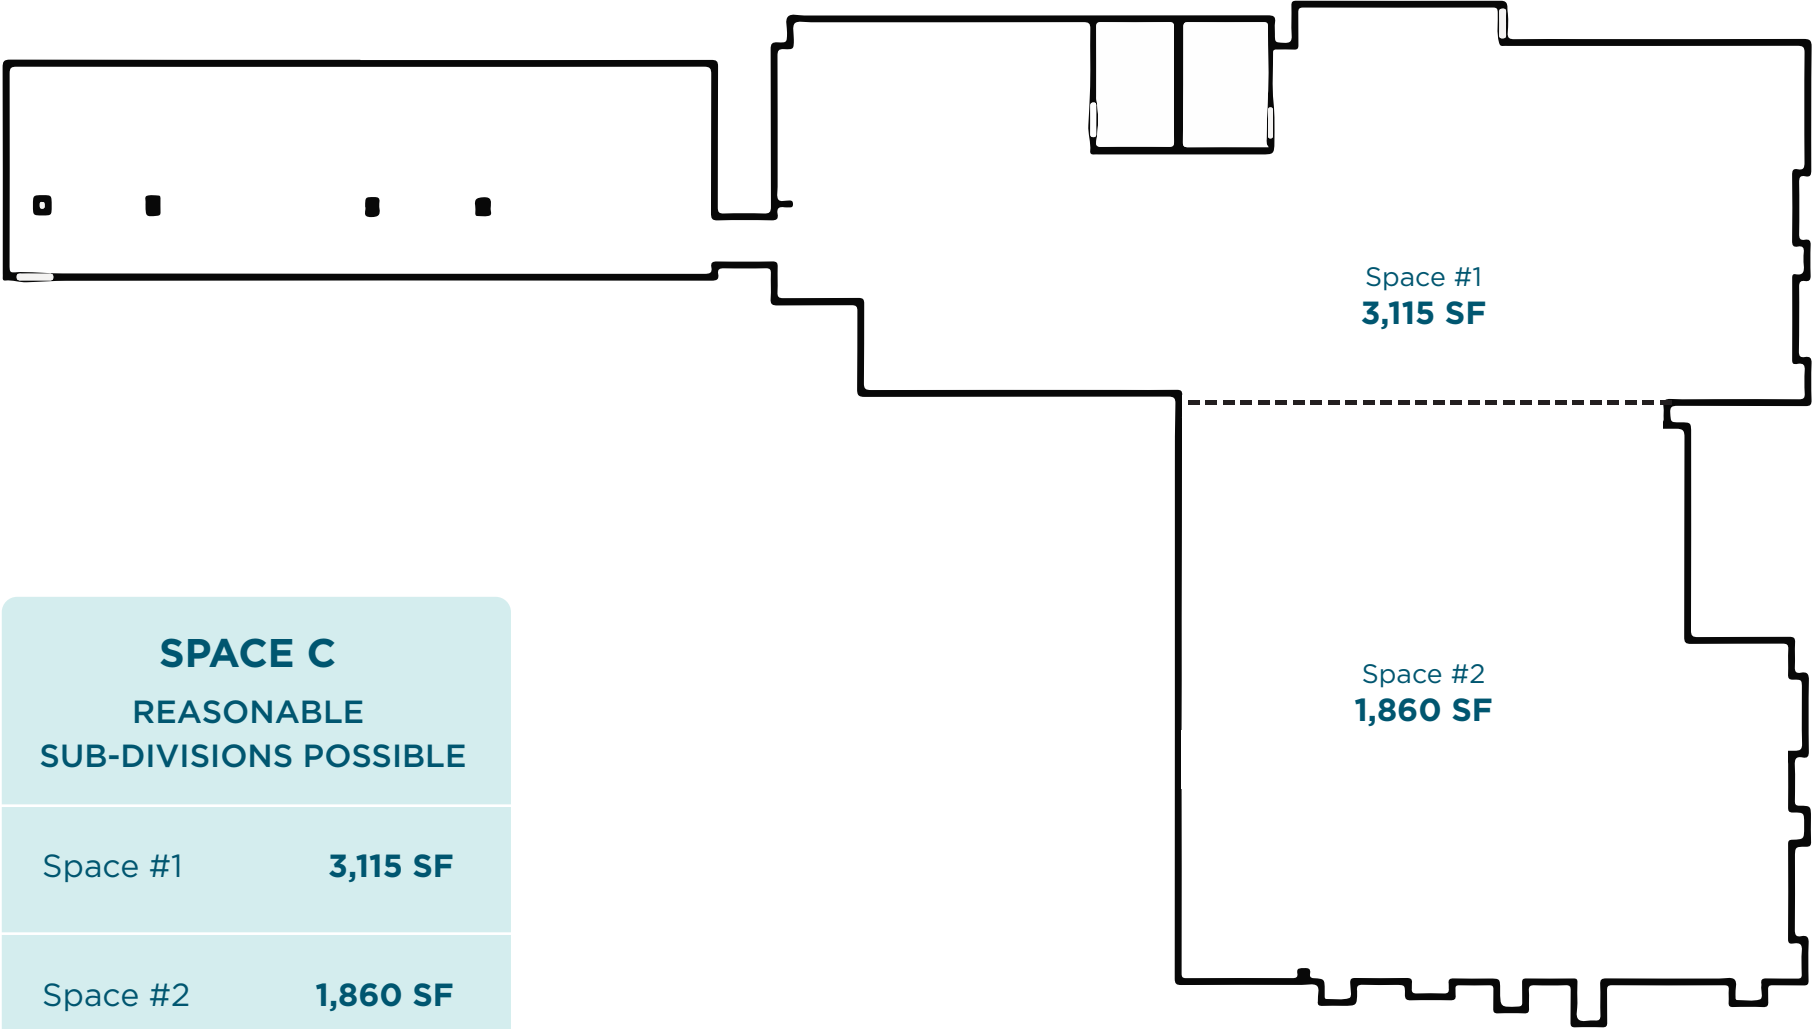 Space #1
3,115 SF
Space #2
1,860 SF
SPACE C
REASONABLE
SUB-DIVISIONS POSSIBLE
Space #1 3,115 SF
Space #2 1,860 SF